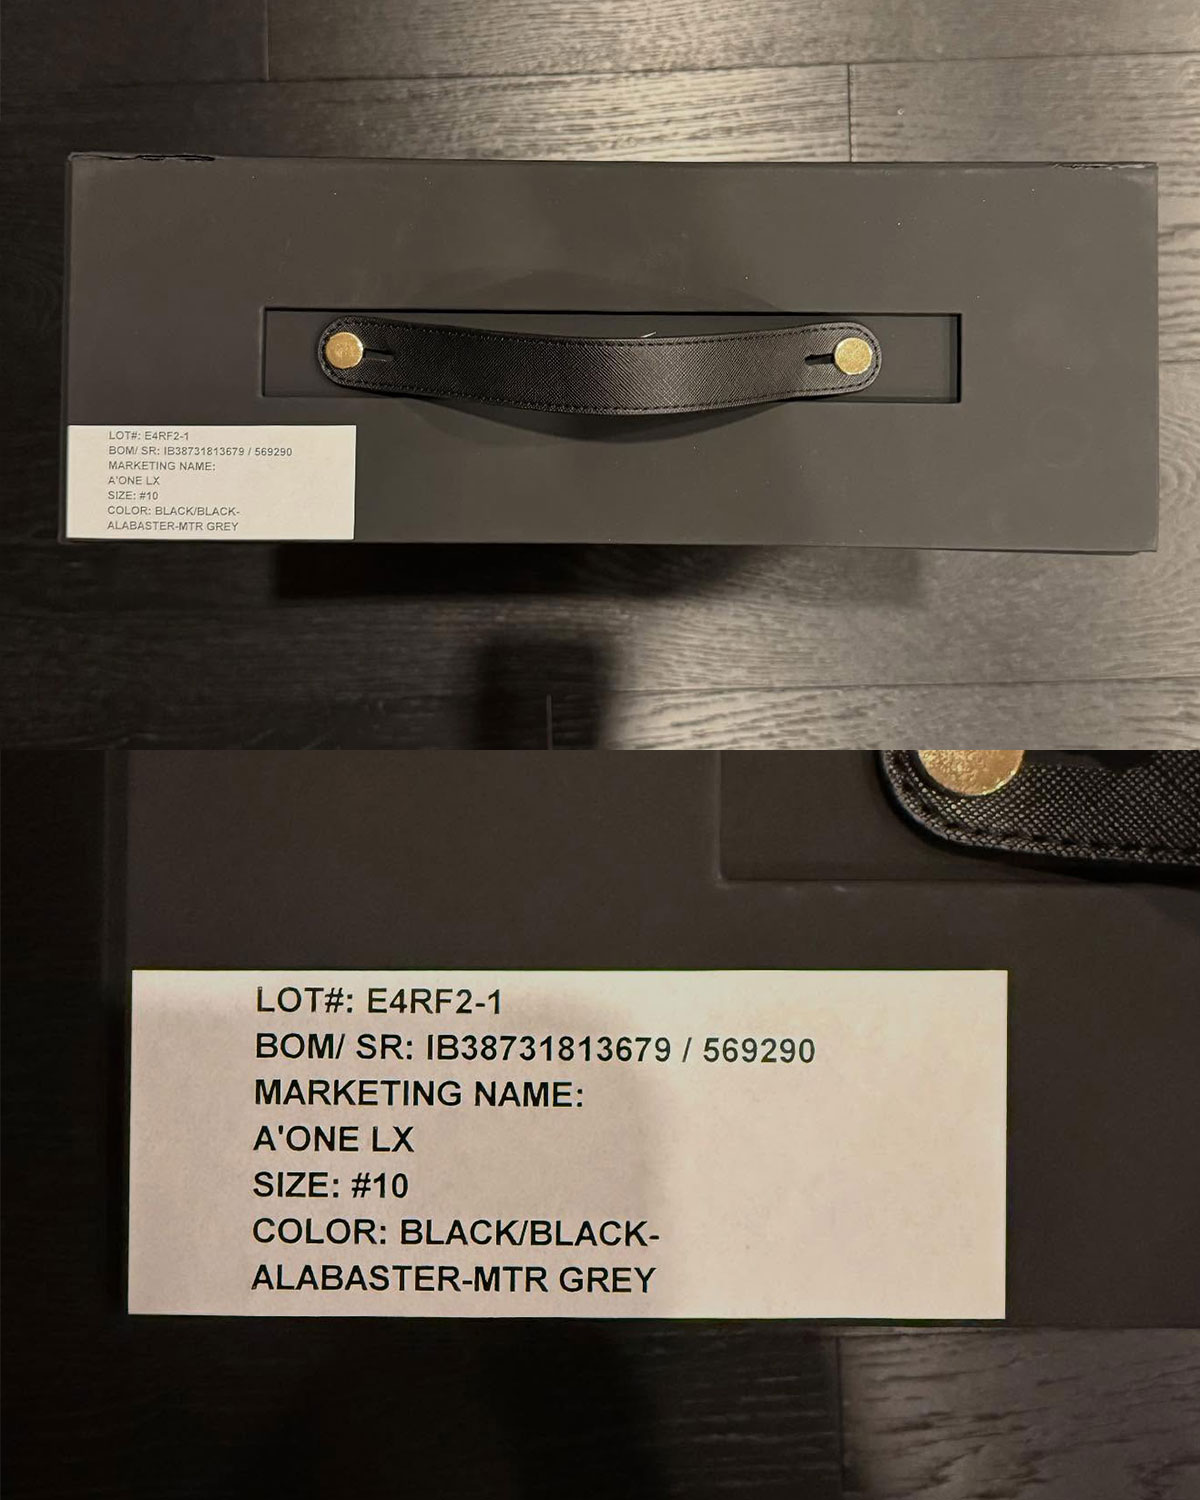 LOT#: E4RF2-1
BOM/ SR: IB38731813679 / 569290
MARKETING NAME:
A'ONE LX
SIZE: #10
COLOR: BLACK/BLACK-
ALABASTER-MTR GREY
LOT#: E4RF2-1
BOM/ SR: IB38731813679 / 569290
MARKETING NAME:
A'ONE LX
SIZE: #10
COLOR: BLACK/BLACK-
ALABASTER-MTR GREY